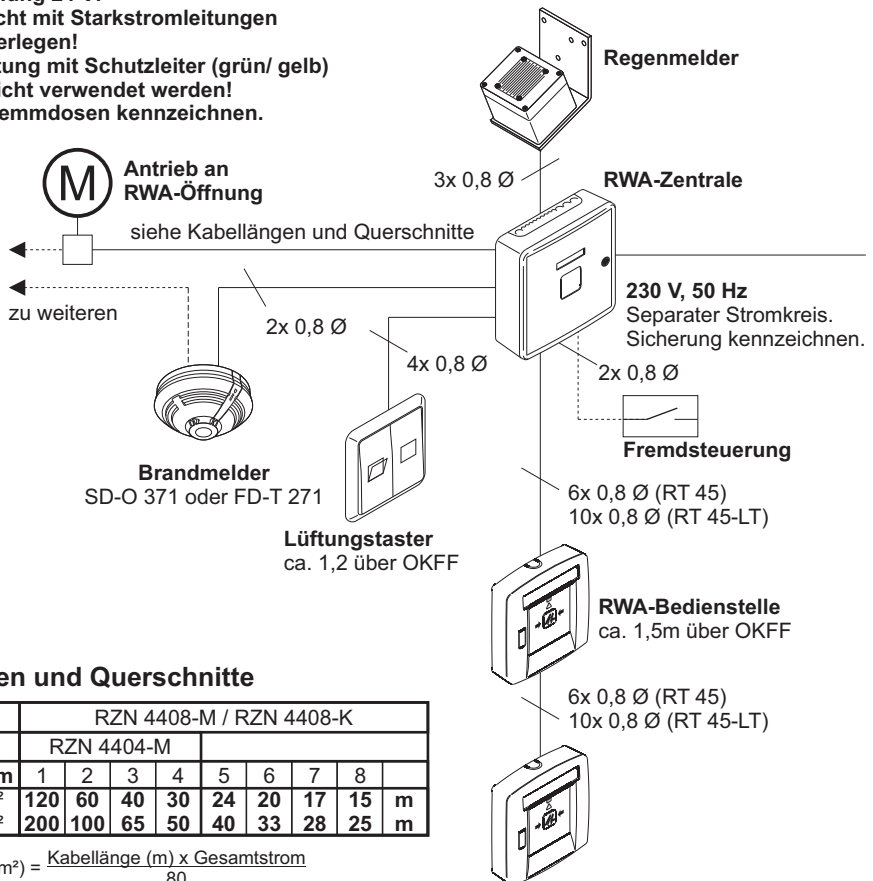 cht mit Starkstromleitungen
erlegen!
tung mit Schutzleiter (grün/ gelb)
icht verwendet werden!
emmdosen kennzeichnen.
Regenmelder
M
Antrieb an
RWA-Öffnung
3x 0,8 Ø
RWA-Zentrale
siehe Kabellängen und Querschnitte
zu weiteren
2x 0,8 Ø
4x 0,8 Ø
230 V, 50 Hz
Separater Stromkreis.
Sicherung kennzeichnen.
2x 0,8 Ø
Fremdsteuerung
Brandmelder
SD-O 371 oder FD-T 271
Lüftungstaster
ca. 1,2 über OKFF
6x 0,8 Ø (RT 45)
10x 0,8 Ø (RT 45-LT)
RWA-Bedienstelle
ca. 1,5m über OKFF
6x 0,8 Ø (RT 45)
10x 0,8 Ø (RT 45-LT)
en und Querschnitte
RZN 4408-M / RZN 4408-K
RZN 4404-M
m 1 2 3 4 5 6 7 8
² 120 60 40 30 24 20 17 15 m
² 200 100 65 50 40 33 28 25 m
m²) = Kabellänge (m) x Gesamtstrom
80